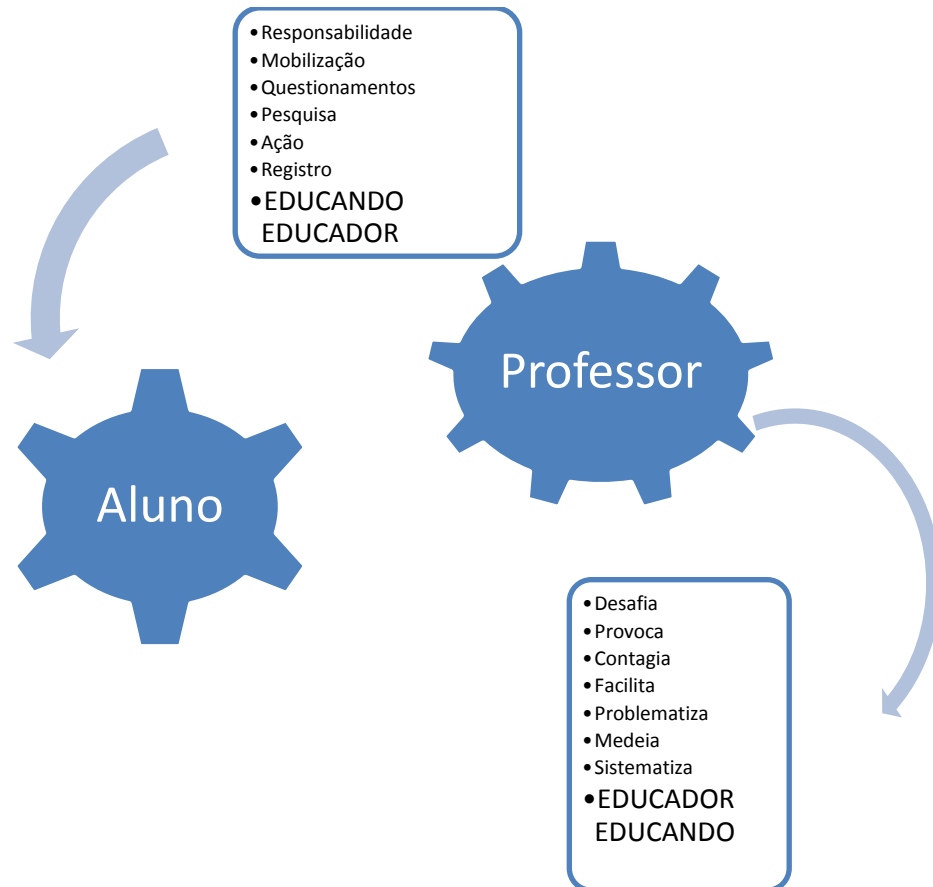 •Responsabilidade
•Mobilização
•Questionamentos
•Pesquisa
•Ação
•Registro
•EDUCANDO
EDUCADOR
Professor
Aluno
•Desafia
•Provoca
•Contagia
•Facilita
•Problematiza
•Medeia
•Sistematiza
•EDUCADOR
EDUCANDO